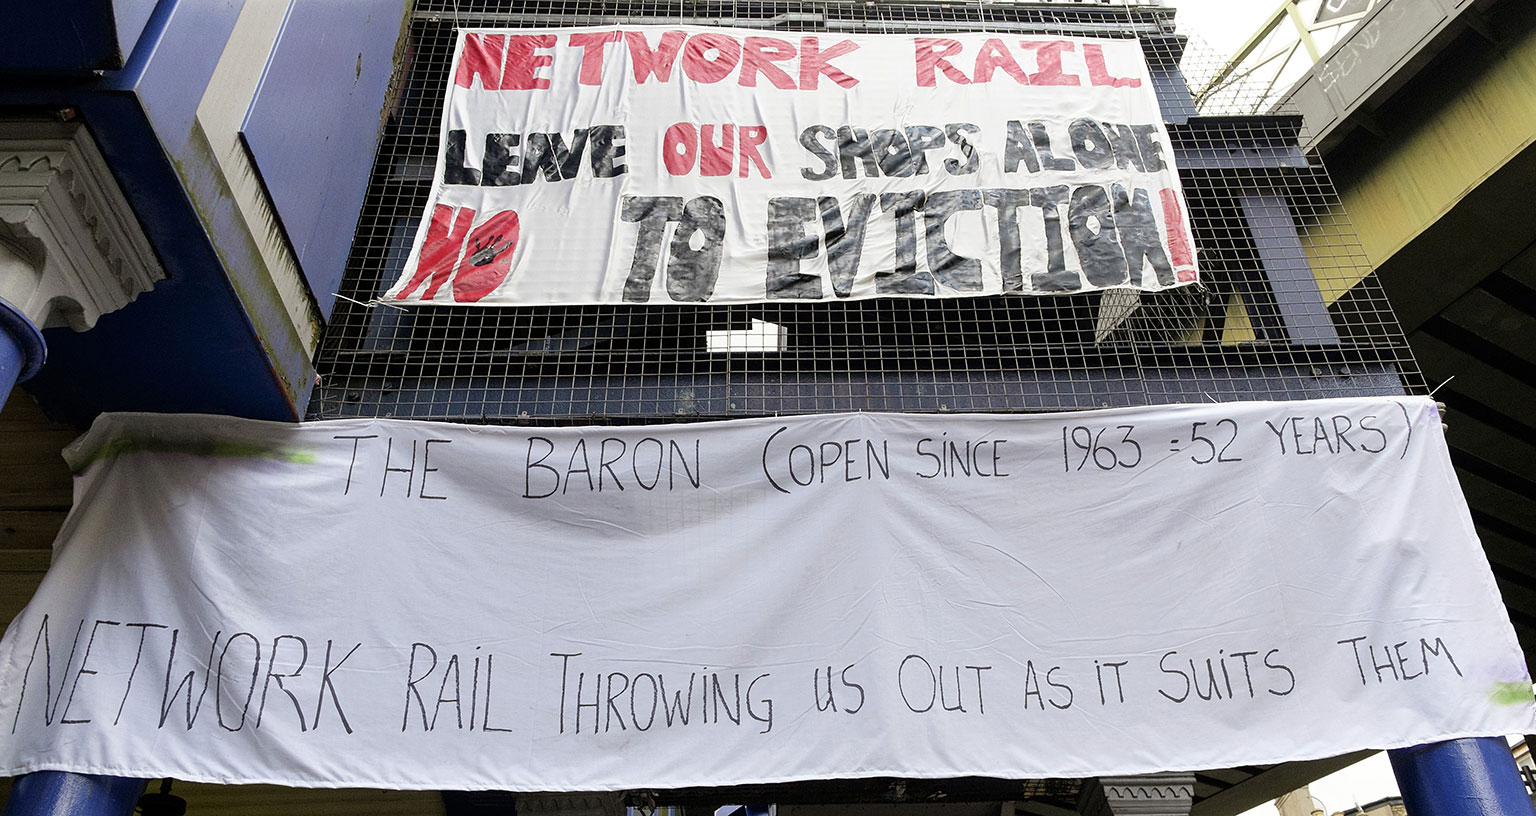 NETWORK RAIL
LEAVE OUR SHOPS ALONE
NO TO EVICTION!
THE BARON (OPEN SINCE 1963 = 52 YEARS)
NETWORK RAIL THROWING US OUT AS IT SUITS THEM